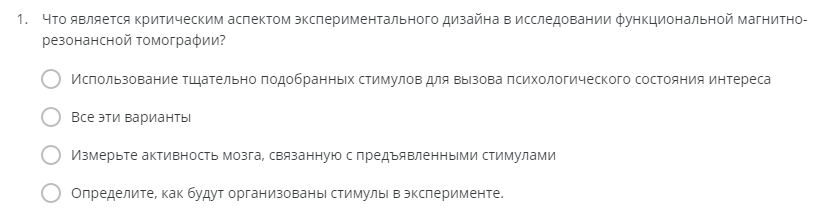 1. Что является критическим аспектом экспериментального дизайна в исследовании функциональной магнитно-
резонансной томографии?
Использование тщательно подобранных стимулов для вызова психологического состояния интереса
Все эти варианты
Измерьте активность мозга, связанную с предъявленными стимулами
Определите, как будут организованы стимулы в эксперименте.